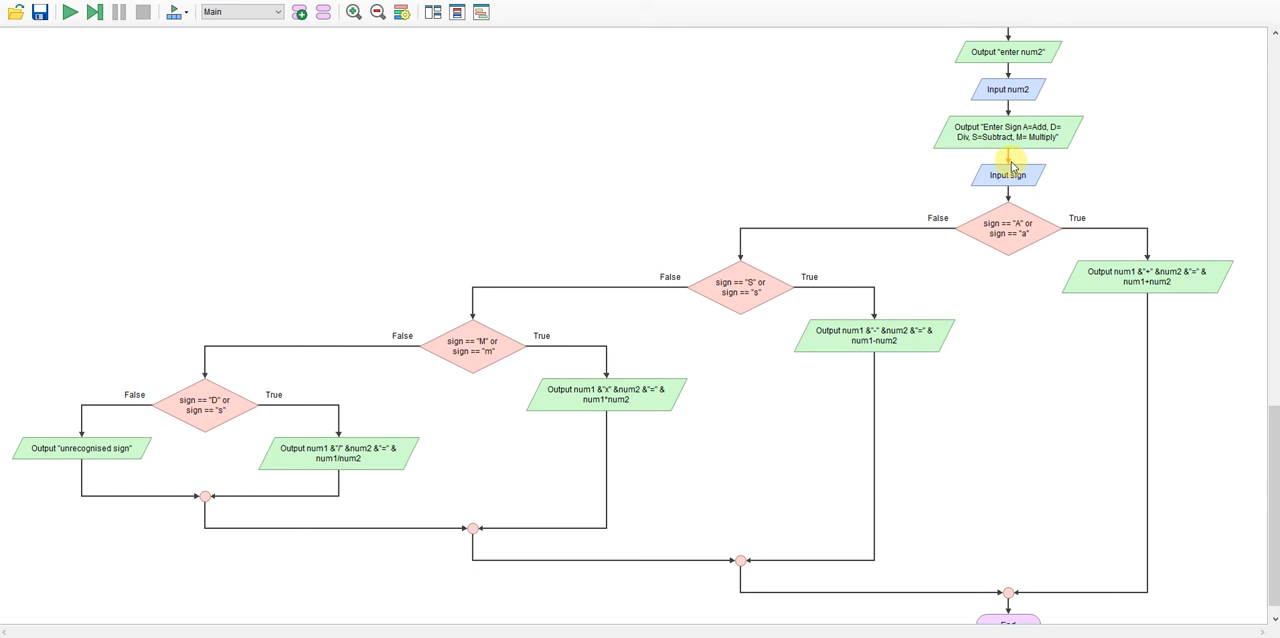 Main
Output "enter num2"
Input num2
Output "Enter Sign A=Add, D=
Div, S=Subtract, M= Multiply"
Input sign
False
sign == "A" or
sign == "a"
True
Output num1 &"+" &num2 &"=" &
num1+num2
False
sign == "S" or
sign == "s"
True
Output num1 &"-" &num2 &"=" &
num1-num2
False
sign == "M" or
sign == "m"
True
Output num1 &"x" &num2 &"=" &
num1*num2
False
sign == "D" or
sign == "s"
True
Output "unrecognised sign"
Output num1 &"/" &num2 &"=" &
num1/num2
End